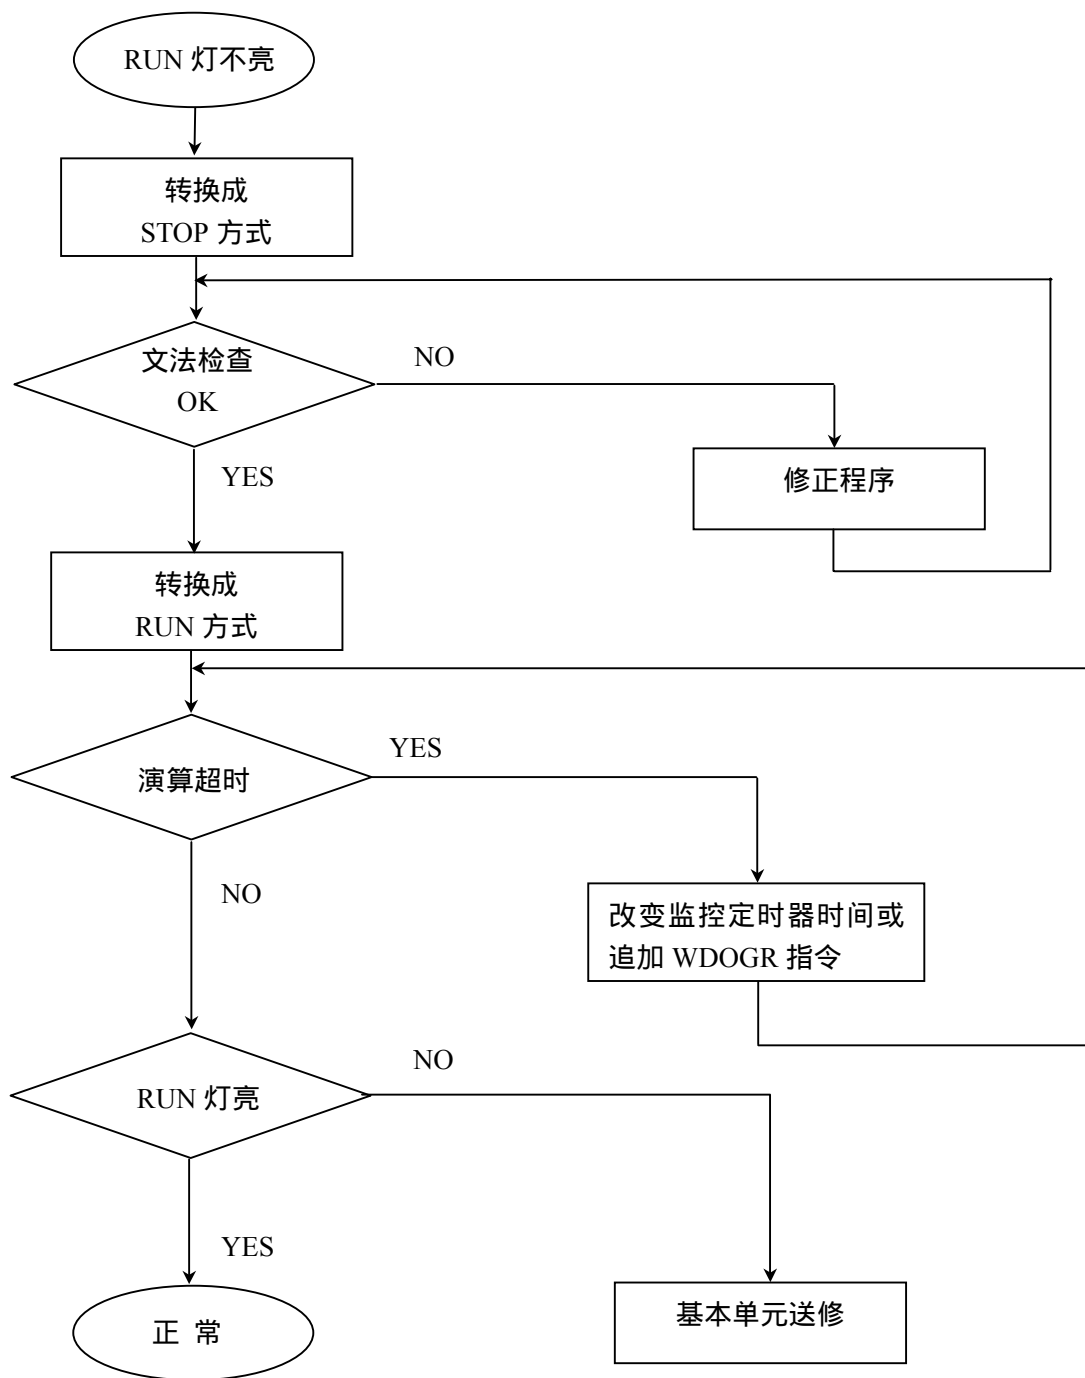 RUN 灯不亮
转换成
STOP 方式
文法检查
OK
NO
YES
修正程序
转换成
RUN 方式
演算超时
YES
NO
改变监控定时器时间或
追加 WDOGR 指令
RUN 灯亮
NO
YES
正 常
基本单元送修